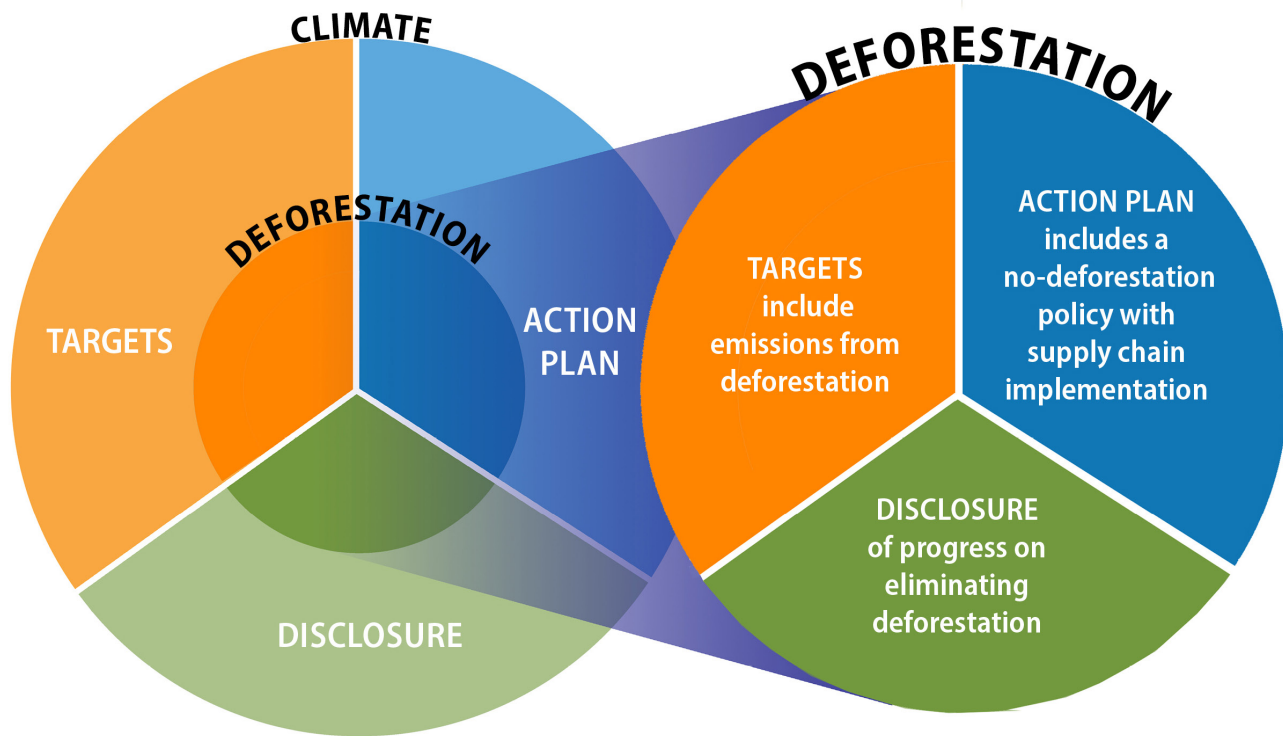 CLIMATE
DEFORESTATION
TARGETS
ACTION
PLAN
DISCLOSURE
DEFORESTATION
TARGETS
include
emissions from
deforestation
ACTION PLAN
includes a
no-deforestation
policy with
supply chain
implementation
DISCLOSURE
of progress on
eliminating
deforestation